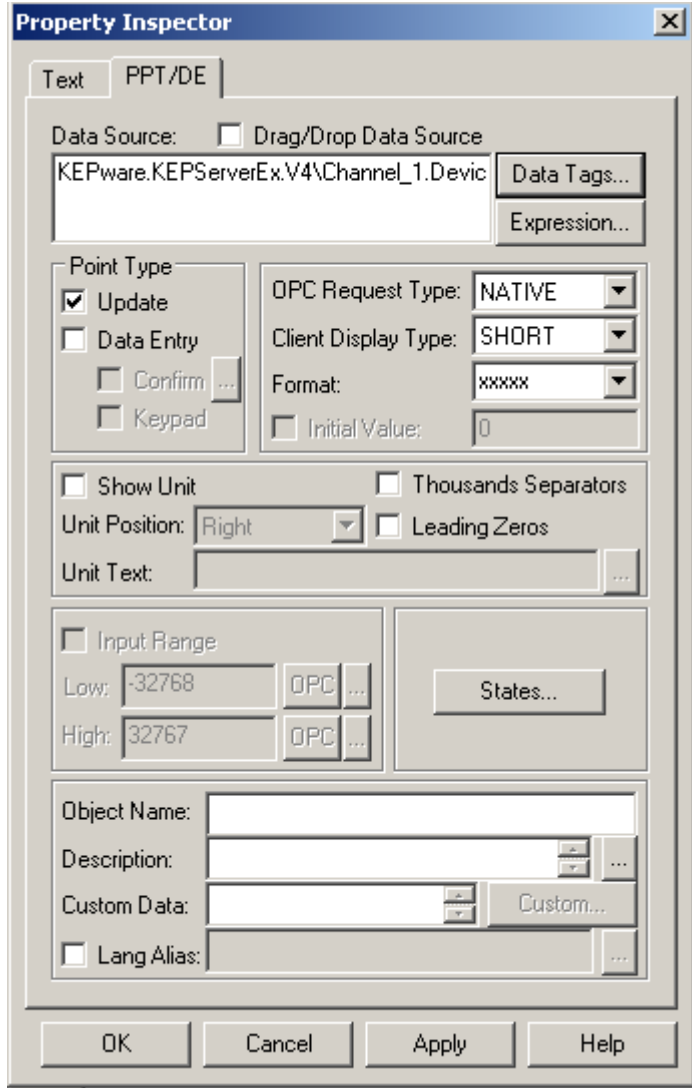 Property Inspector
Text PPT/DE
Data Source: Drag/Drop Data Source
KEPware.KEPServerEx.V4\Channel_1.Devic Data Tags...
Expression...
Point Type
Update
Data Entry
Confirm ...
Keypad
OPC Request Type: NATIVE
Client Display Type: SHORT
Format: xxxxx
Initial Value: 0
Show Unit Thousands Separators
Unit Position: Right Leading Zeros
Unit Text: ...
Input Range
Low: -32768 OPC ...
High: 32767 OPC ...
States...
Object Name:
Description: ...
Custom Data: Custom...
Lang Alias: ...
OK Cancel Apply Help